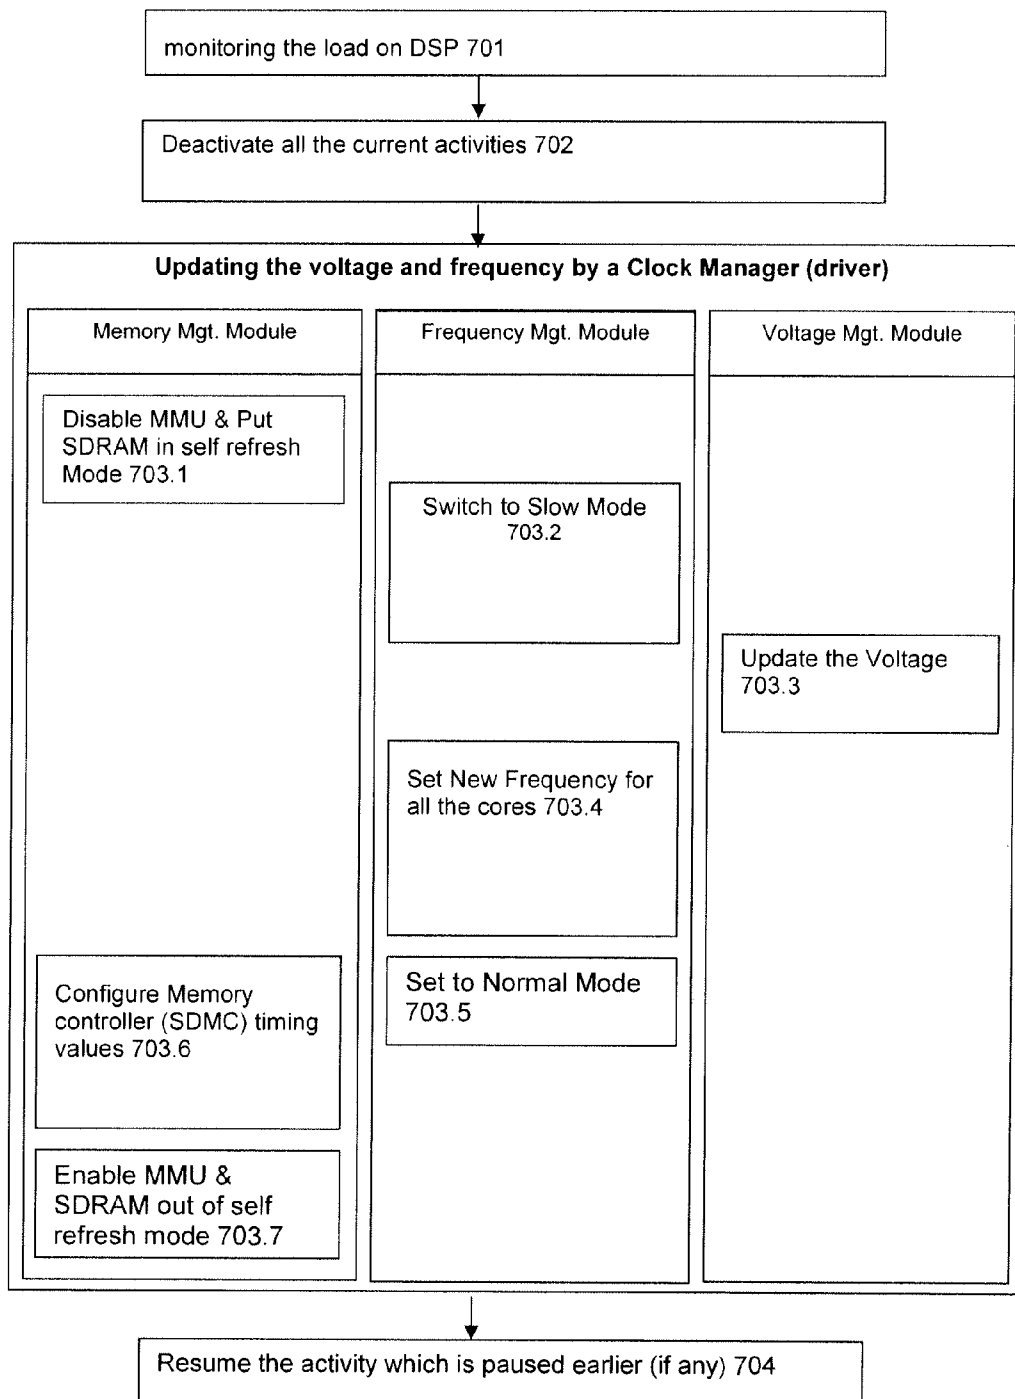 monitoring the load on DSP 701
Deactivate all the current activities 702
Updating the voltage and frequency by a Clock Manager (driver)
Memory Mgt. Module
Frequency Mgt. Module
Voltage Mgt. Module
Disable MMU & Put
SDRAM in self refresh
Mode 703.1
Switch to Slow Mode
703.2
Update the Voltage
703.3
Set New Frequency for
all the cores 703.4
Set to Normal Mode
703.5
Configure Memory
controller (SDMC) timing
values 703.6
Enable MMU &
SDRAM out of self
refresh mode 703.7
Resume the activity which is paused earlier (if any) 704